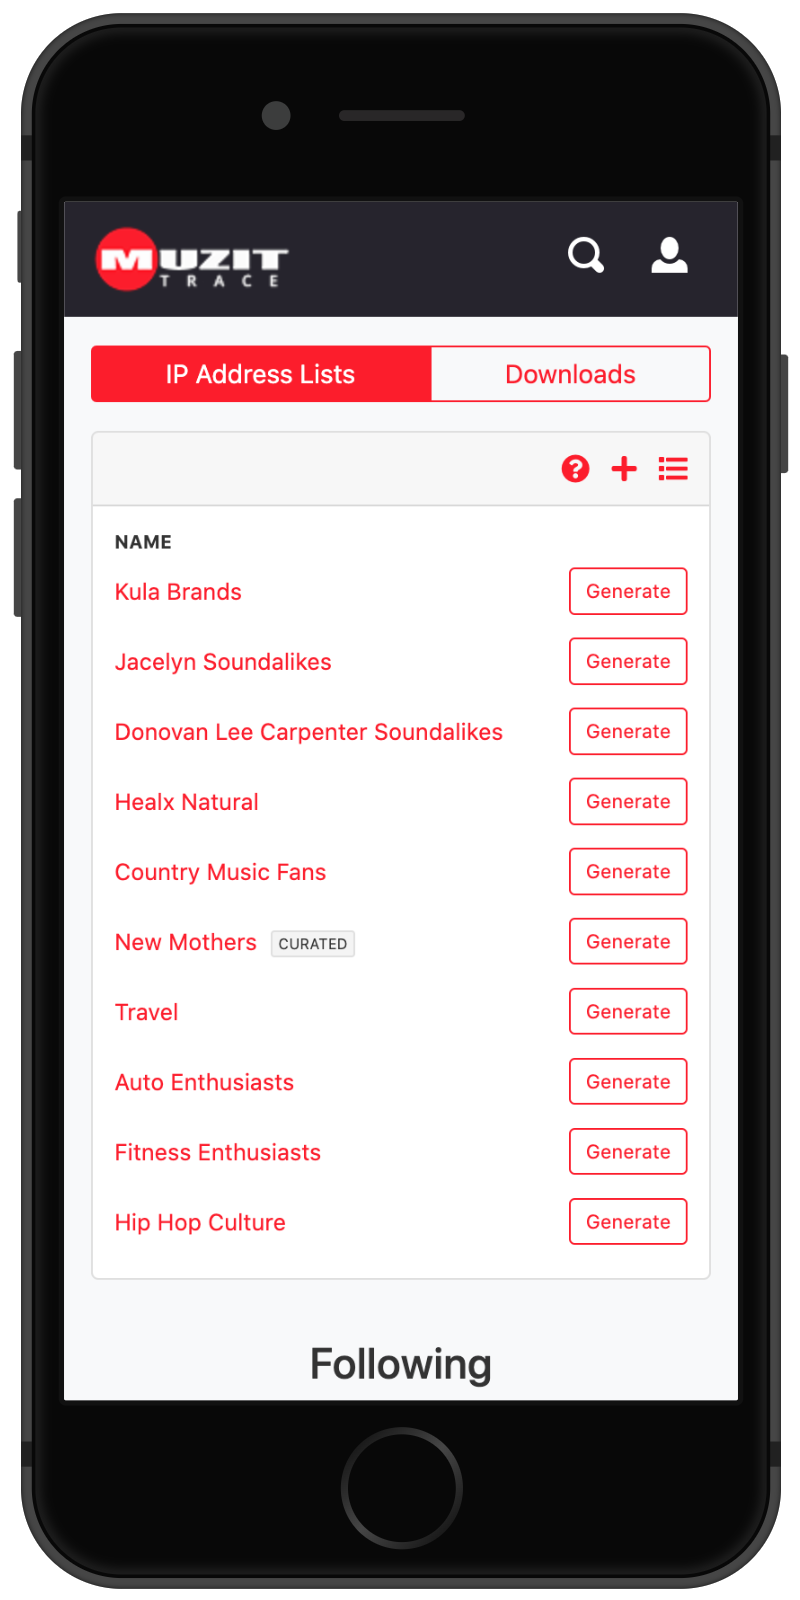 MUZIT
TRACE
IP Address Lists
Downloads
NAME
Kula Brands
Generate
Jacelyn Soundalikes
Generate
Donovan Lee Carpenter Soundalikes
Generate
Healx Natural
Generate
Country Music Fans
Generate
New Mothers CURATED
Generate
Travel
Generate
Auto Enthusiasts
Generate
Fitness Enthusiasts
Generate
Hip Hop Culture
Generate
Following